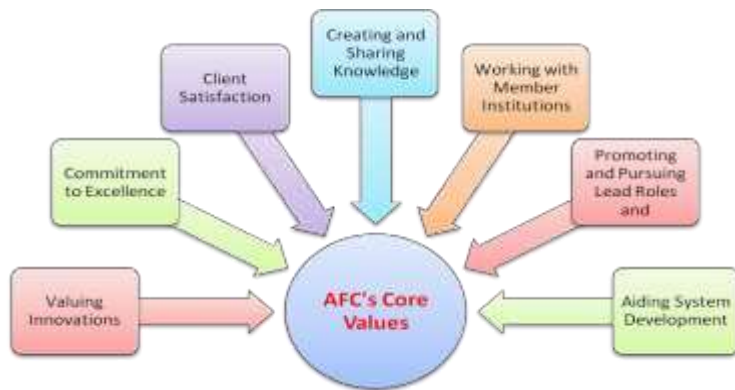 Creating and
Sharing
Knowledge
Client
Satisfaction
Working with
Member
Institutions
Commitment
to Excellence
Promoting
and Pursuing
Lead Roles
and
Valuing
Innovations
AFC's Core
Values
Aiding System
Development